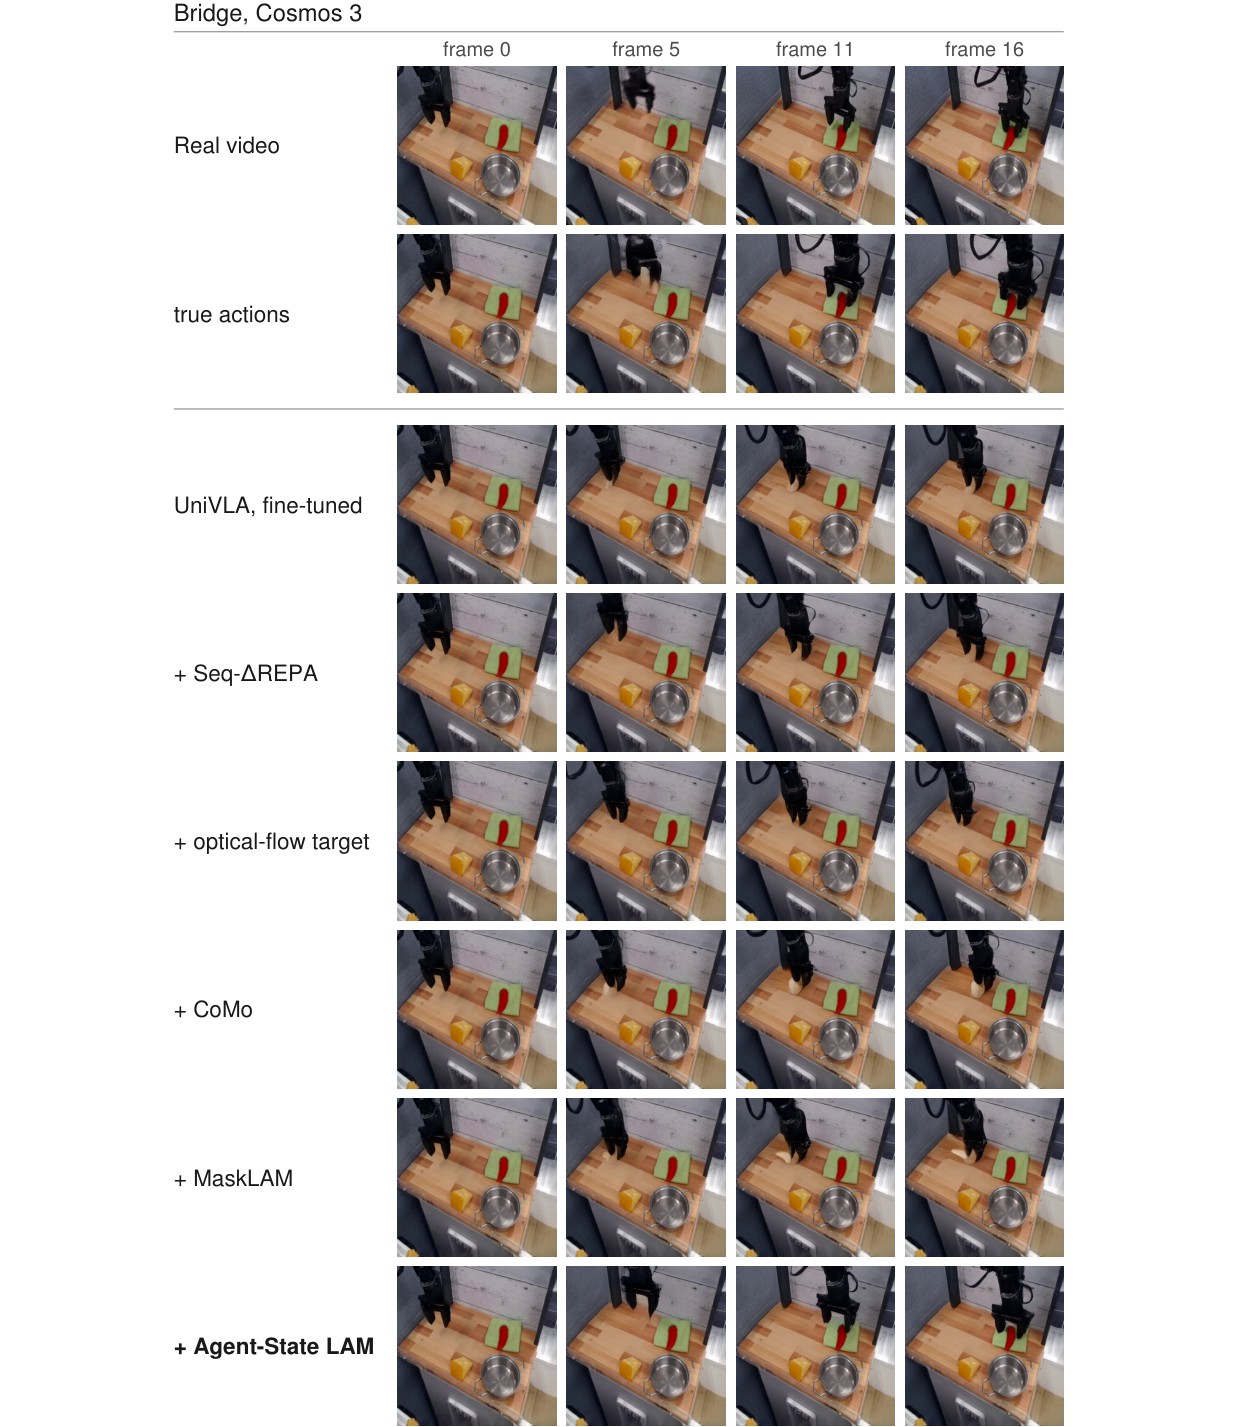 Bridge, Cosmos 3
frame 0 frame 5 frame 11 frame 16
Real video
true actions
UniVLA, fine-tuned
+ Seq-ΔREPA
+ optical-flow target
+ CoMo
+ MaskLAM
+ Agent-State LAM